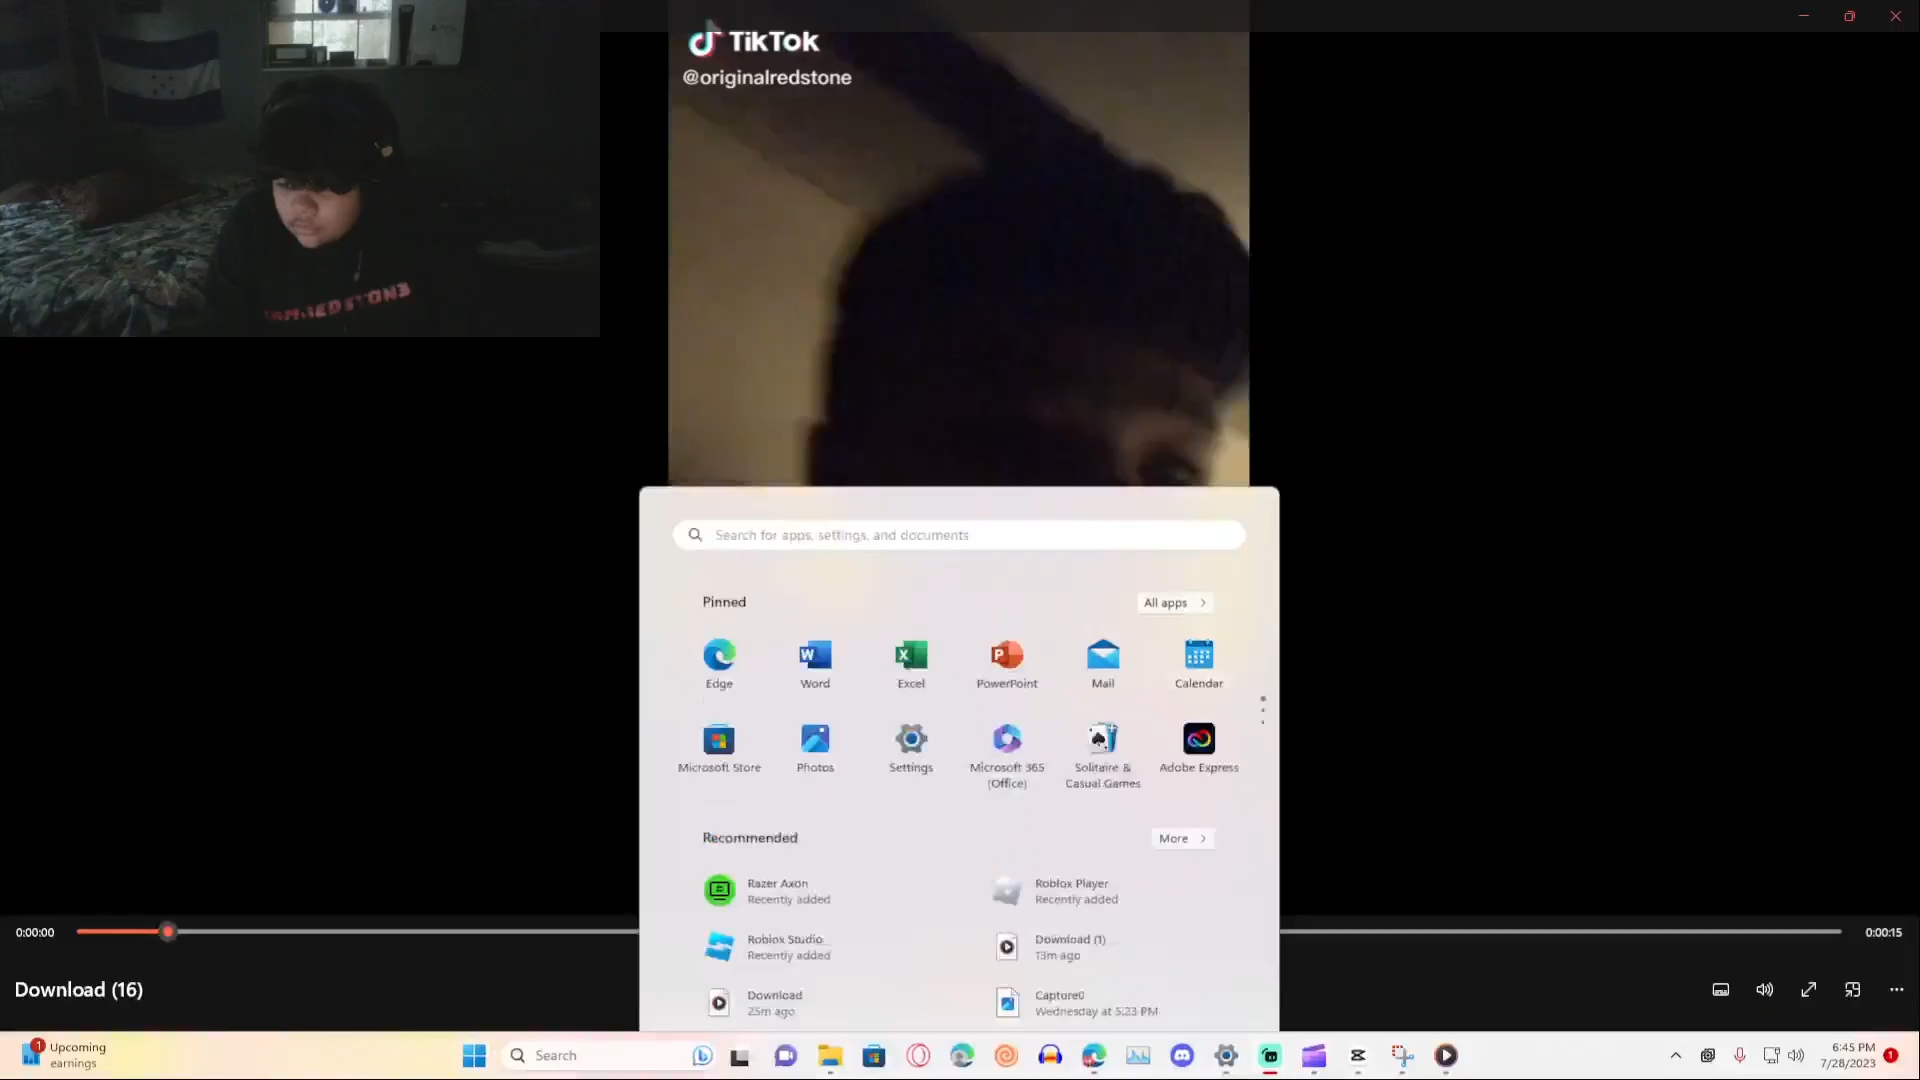 TikTok
@originalredstone
Search for apps, settings, and documents
Pinned
All apps
Edge
Word
Excel
PowerPoint
Mail
Calendar
Microsoft Store
Photos
Settings
Microsoft 365
(Office)
Solitaire &
Casual Games
Adobe Express
Recommended
More
Razer Axon
Recently added
Roblox Player
Recently added
Roblox Studio
Recently added
Download (1)
13m ago
Download
25m ago
Capture0
Wednesday at 5:23 PM
0:00:00
0:00:15
Download (16)
1
Upcoming
earnings
Search
6:45 PM
7/28/2023
1